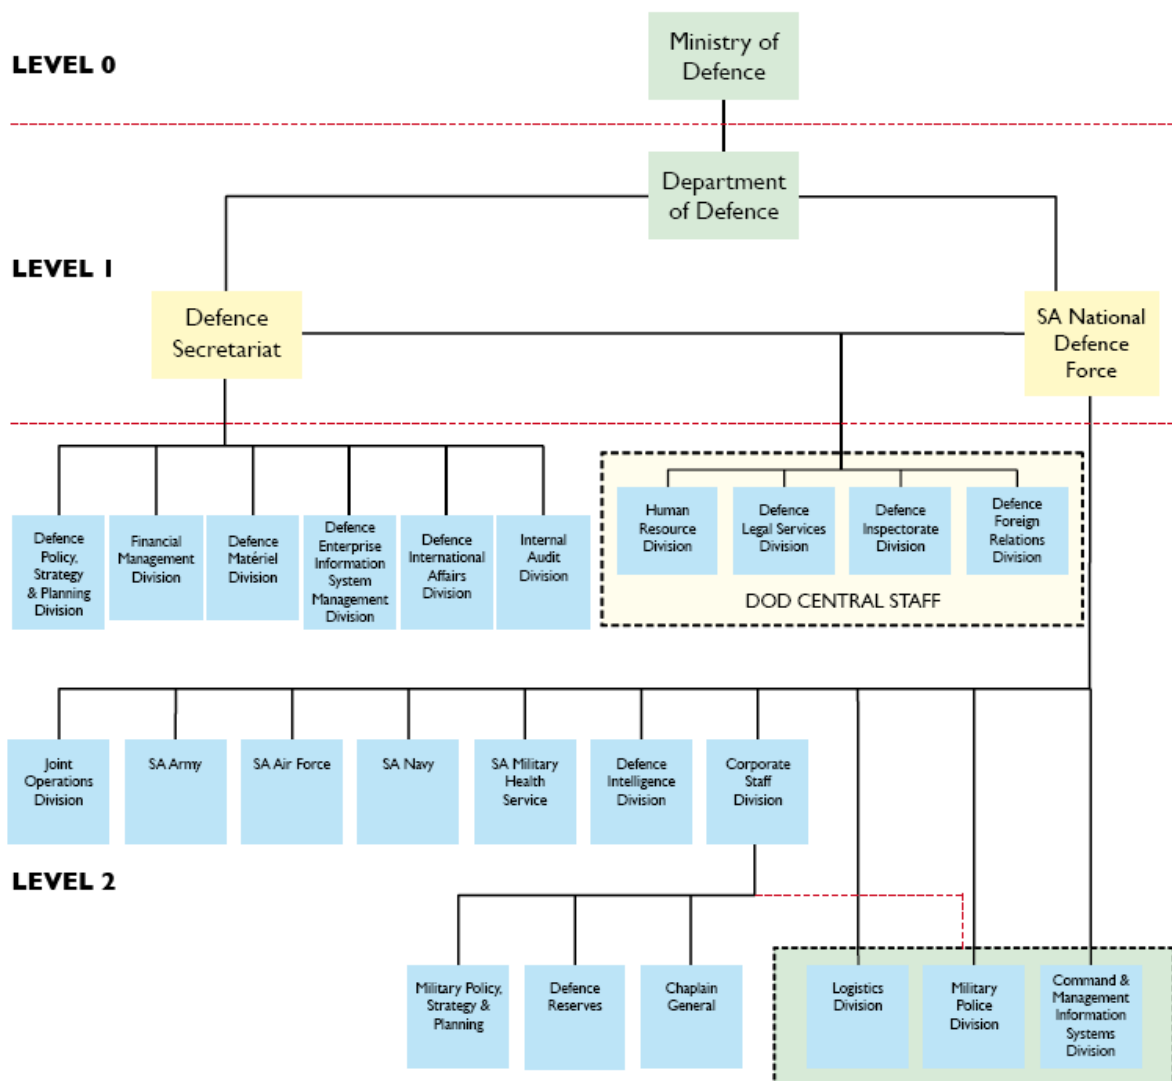 Ministry of
Defence
LEVEL 0
Department
of Defence
LEVEL 1
Defence
Secretariat
SA National
Defence
Force
Defence
Policy,
Strategy
& Planning
Division
Financial
Management
Division
Defence
Matériel
Division
Defence
Enterprise
Information
System
Management
Division
Defence
International
Affairs
Division
Internal
Audit
Division
Human
Resource
Division
Defence
Legal Services
Division
Defence
Inspectorate
Division
Defence
Foreign
Relations
Division
DOD CENTRAL STAFF
Joint
Operations
Division
SA Army
SA Air Force
SA Navy
SA Military
Health
Service
Defence
Intelligence
Division
Corporate
Staff
Division
LEVEL 2
Military Policy,
Strategy &
Planning
Defence
Reserves
Chaplain
General
Logistics
Division
Military
Police
Division
Command &
Management
Information
Systems
Division